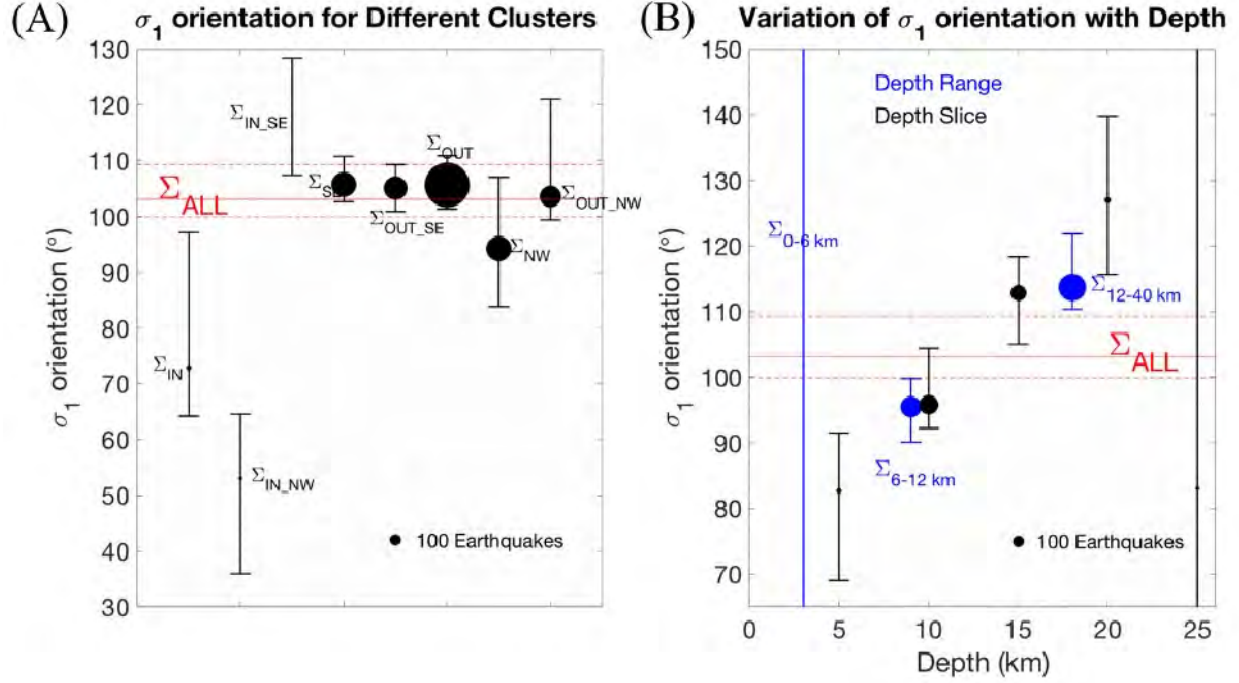 (A)
σ1 orientation for Different Clusters
σ1 orientation (°)
130
120
110
100
90
80
70
60
50
40
30
ΣIN_SE
ΣOUT
ΣSE
ΣALL
ΣOUT_SE
ΣOUT_NW
ΣNW
ΣIN
ΣIN_NW
100 Earthquakes
(B)
Variation of σ1 orientation with Depth
σ1 orientation (°)
150
140
130
120
110
100
90
80
70
Depth Range
Depth Slice
Σ0-6 km
Σ12-40 km
ΣALL
Σ6-12 km
100 Earthquakes
0 5 10 15 20 25
Depth (km)